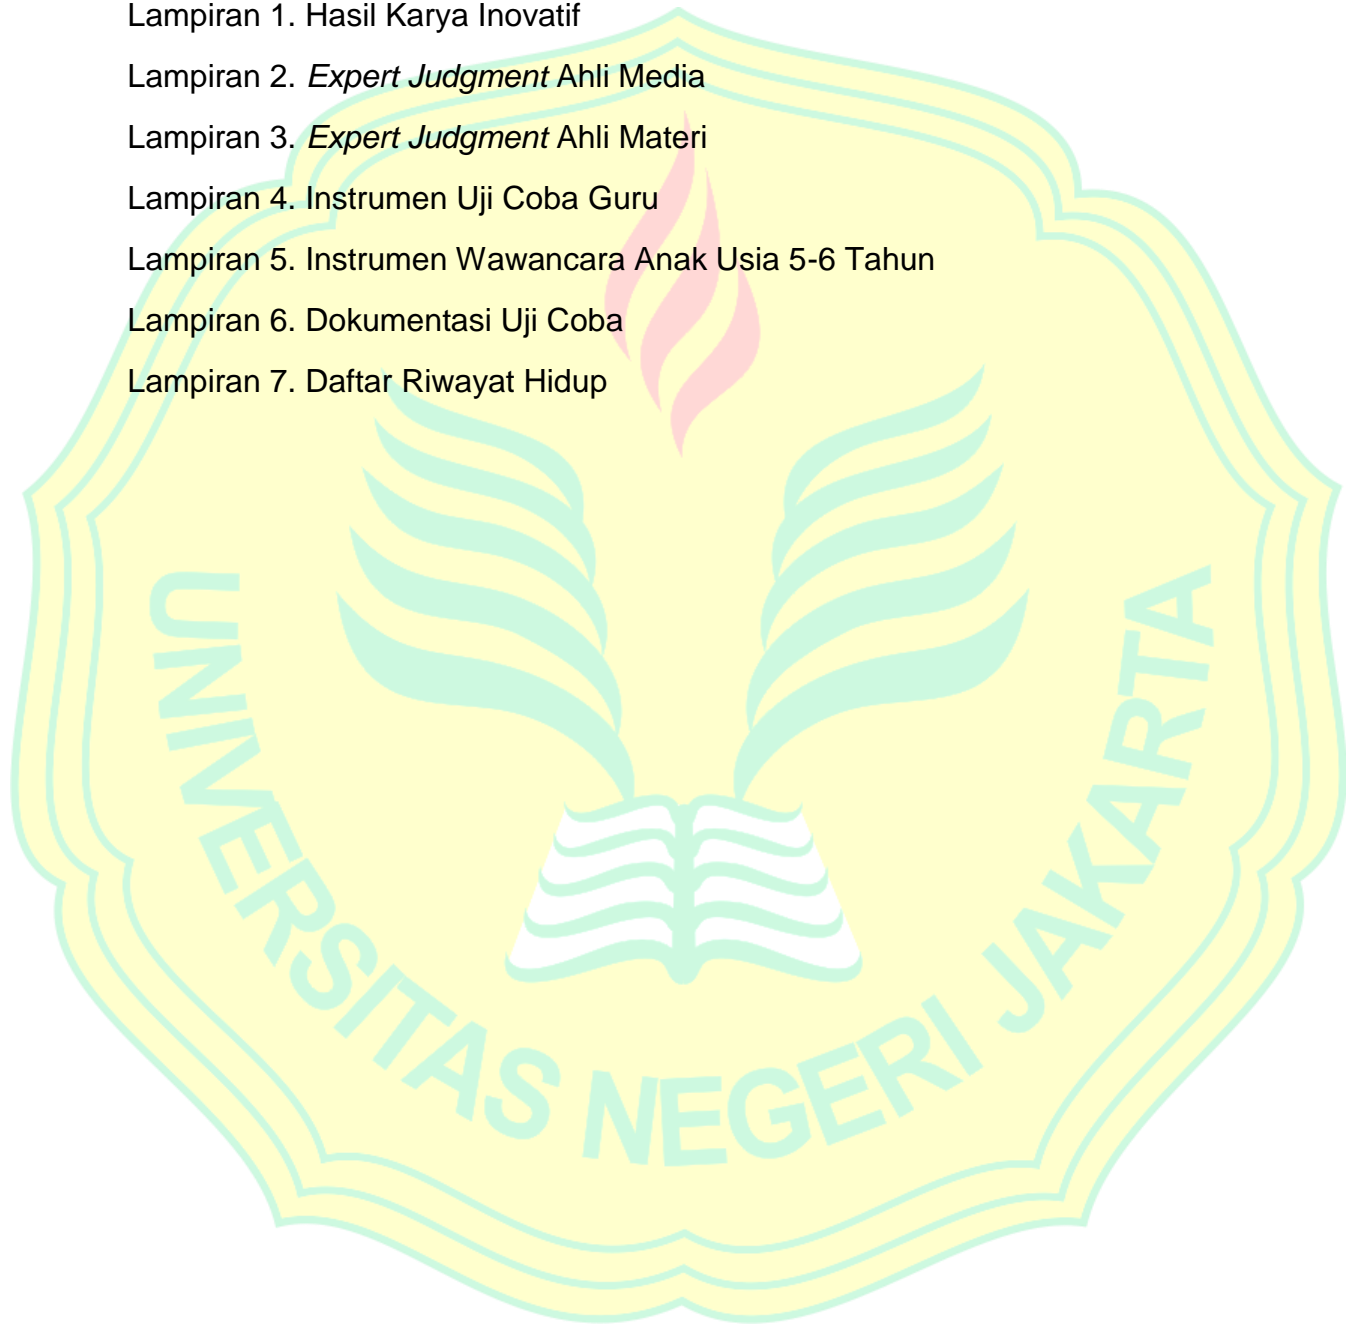 Lampiran 1. Hasil Karya Inovatif
Lampiran 2. Expert Judgment Ahli Media
Lampiran 3. Expert Judgment Ahli Materi
Lampiran 4. Instrumen Uji Coba Guru
Lampiran 5. Instrumen Wawancara Anak Usia 5-6 Tahun
Lampiran 6. Dokumentasi Uji Coba
Lampiran 7. Daftar Riwayat Hidup
UNIVERSITAS NEGERI JAKARTA